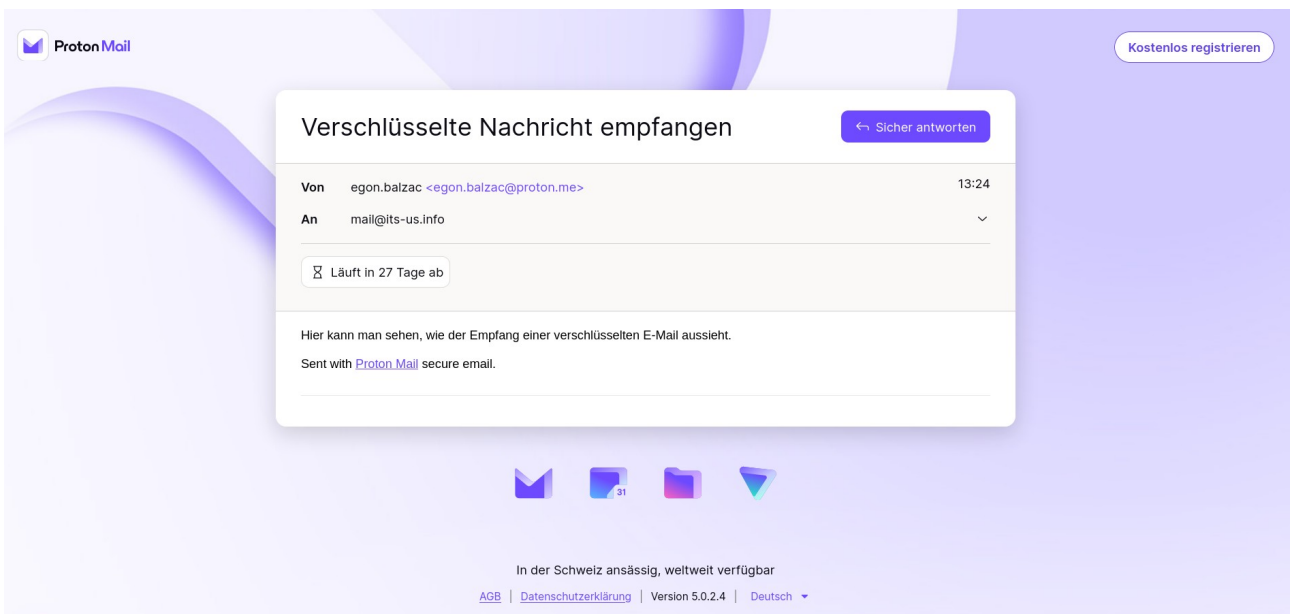 Proton Mail
Kostenlos registrieren
Verschlüsselte Nachricht empfangen
Sicher antworten
Von egon.balzac <egon.balzac@proton.me> 13:24
An mail@its-us.info
Läuft in 27 Tage ab
Hier kann man sehen, wie der Empfang einer verschlüsselten E-Mail aussieht.
Sent with Proton Mail secure email.
31
In der Schweiz ansässig, weltweit verfügbar
AGB | Datenschutzerklärung | Version 5.0.2.4 | Deutsch